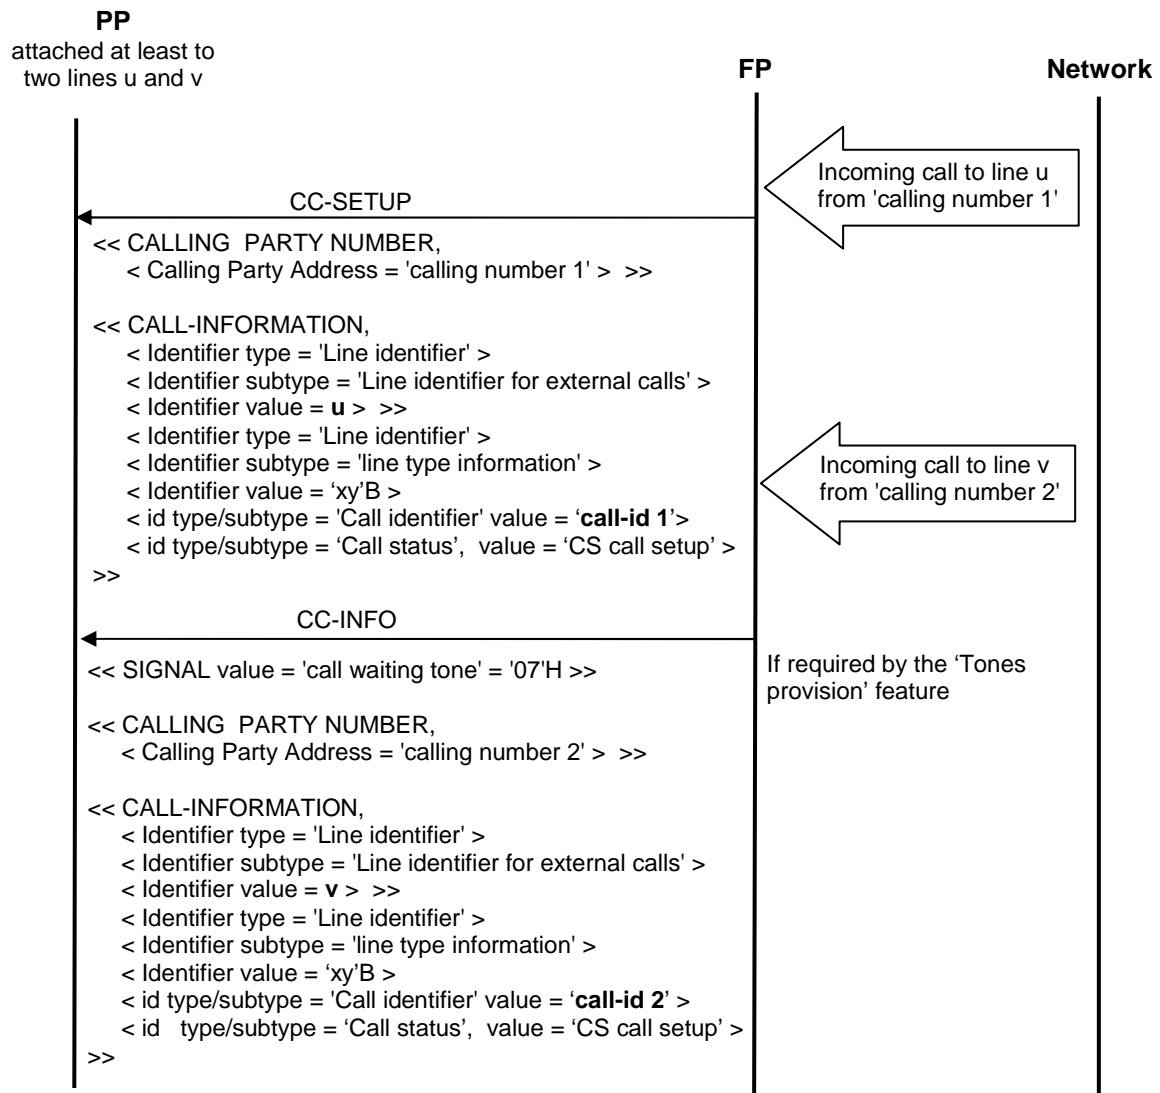 PP
attached at least to
two lines u and v
FP
Network
Incoming call to line u
from 'calling number 1'
CC-SETUP
<< CALLING  PARTY NUMBER,
< Calling Party Address = 'calling number 1' >  >>
<< CALL-INFORMATION,
< Identifier type = 'Line identifier' >
< Identifier subtype = 'Line identifier for external calls' >
< Identifier value = u >  >>
< Identifier type = 'Line identifier' >
< Identifier subtype = 'line type information' >
< Identifier value = ‘xy’B >
< id type/subtype = 'Call identifier' value = ‘call-id 1’>
< id type/subtype = ‘Call status’,  value = ‘CS call setup’ >
>>
Incoming call to line v
from 'calling number 2'
CC-INFO
<< SIGNAL value = 'call waiting tone' = '07'H >>
If required by the ‘Tones
provision’ feature
<< CALLING  PARTY NUMBER,
< Calling Party Address = 'calling number 2' >  >>
<< CALL-INFORMATION,
< Identifier type = 'Line identifier' >
< Identifier subtype = 'Line identifier for external calls' >
< Identifier value = v >  >>
< Identifier type = 'Line identifier' >
< Identifier subtype = 'line type information' >
< Identifier value = ‘xy’B >
< id type/subtype = 'Call identifier' value = ‘call-id 2’ >
< id   type/subtype = ‘Call status’,  value = ‘CS call setup’ >
>>